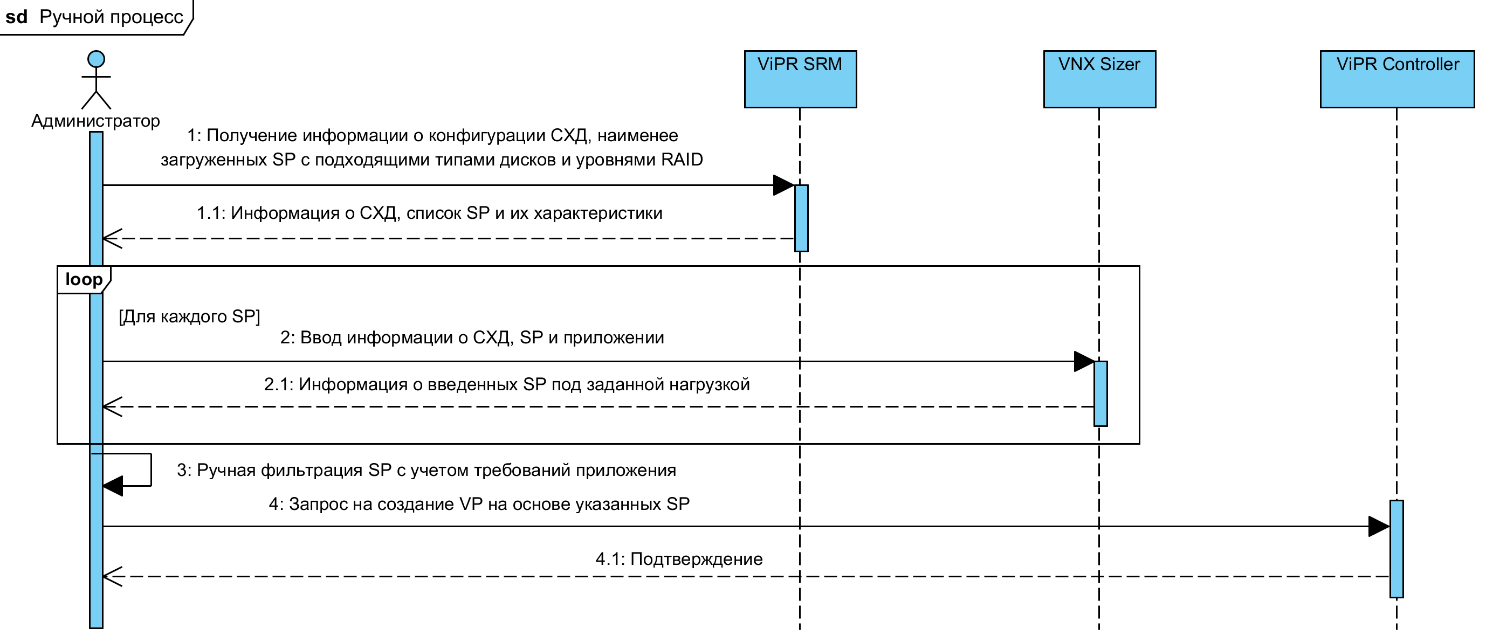 sd Ручной процесс
ViPR SRM
VNX Sizer
ViPR Controller
Администратор
1: Получение информации о конфигурации СХД, наименее
загруженных SP с подходящими типами дисков и уровнями RAID
1.1: Информация о СХД, список SP и их характеристики
loop
[Для каждого SP]
2: Ввод информации о СХД, SP и приложении
2.1: Информация о введенных SP под заданной нагрузкой
3: Ручная фильтрация SP с учетом требований приложения
4: Запрос на создание VP на основе указанных SP
4.1: Подтверждение